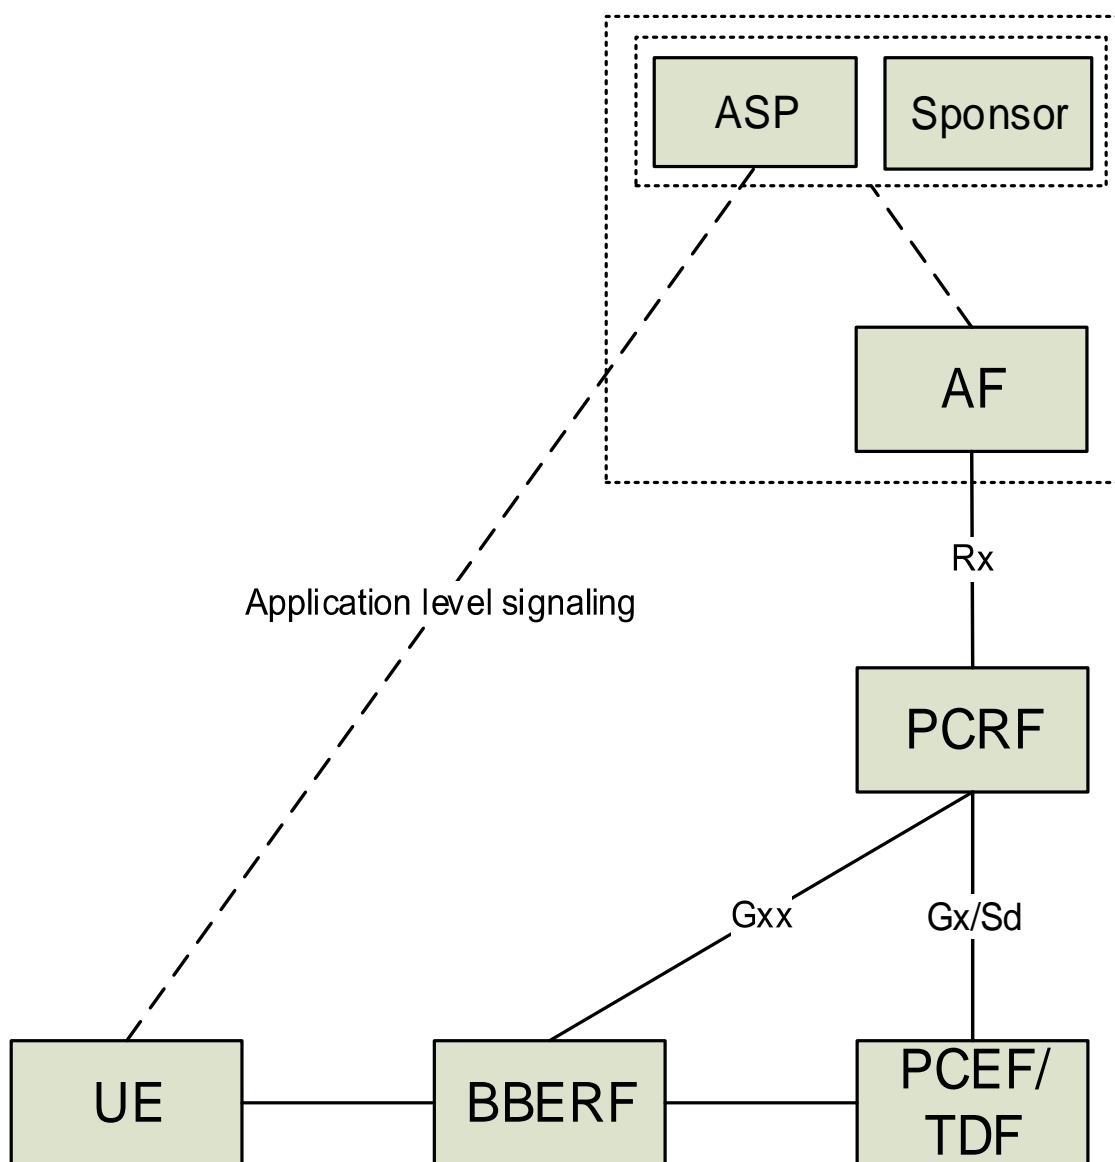 ASP
Sponsor
AF
Rx
Application level signaling
PCRF
Gxx
Gx/Sd
UE
BBERF
PCEF/
TDF